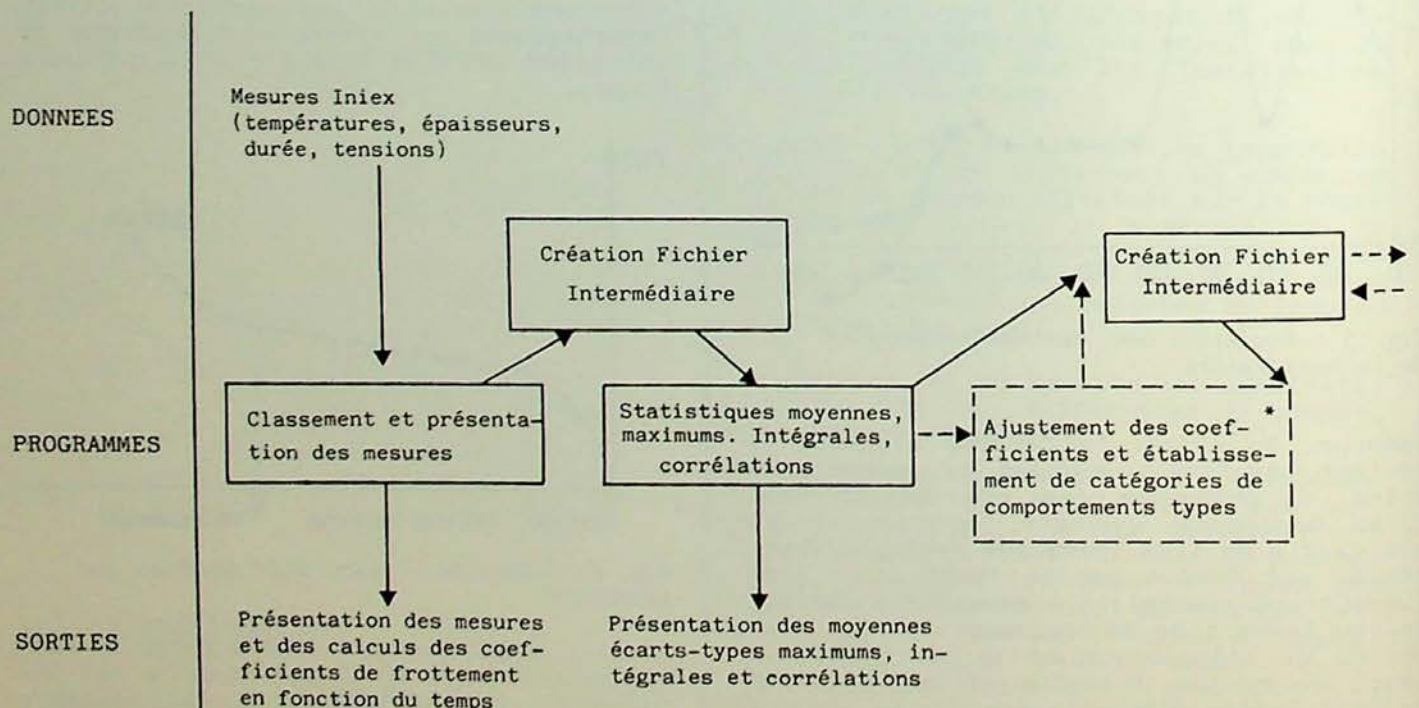 DONNEES
Mesures Iniex
(températures, épaisseurs,
durée, tensions)
Création Fichier
Intermédiaire
Création Fichier
Intermédiaire
PROGRAMMES
Classement et présenta-
tion des mesures
Statistiques moyennes,
maximums. Intégrales,
corrélations
*
Ajustement des coef-
ficients et établisse-
ment de catégories de
comportements types
SORTIES
Présentation des mesures
et des calculs des coef-
ficients de frottement
en fonction du temps
Présentation des moyennes
écarts-types maximums, in-
tégrales et corrélations